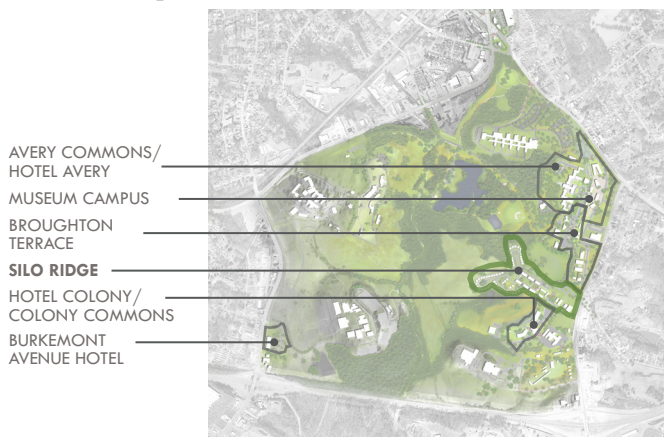 AVERY COMMONS/
HOTEL AVERY
MUSEUM CAMPUS
BROUGHTON
TERRACE
SILO RIDGE
HOTEL COLONY/
COLONY COMMONS
BURKEMONT
AVENUE HOTEL